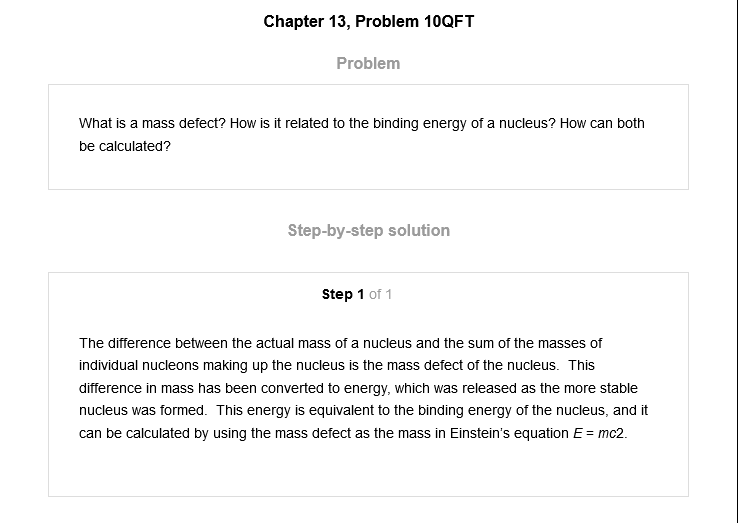 Chapter 13, Problem 10QFT
Problem
What is a mass defect? How is it related to the binding energy of a nucleus? How can both
be calculated?
Step-by-step solution
Step 1 of 1
The difference between the actual mass of a nucleus and the sum of the masses of
individual nucleons making up the nucleus is the mass defect of the nucleus.  This
difference in mass has been converted to energy, which was released as the more stable
nucleus was formed.  This energy is equivalent to the binding energy of the nucleus, and it
can be calculated by using the mass defect as the mass in Einstein’s equation E = mc2.